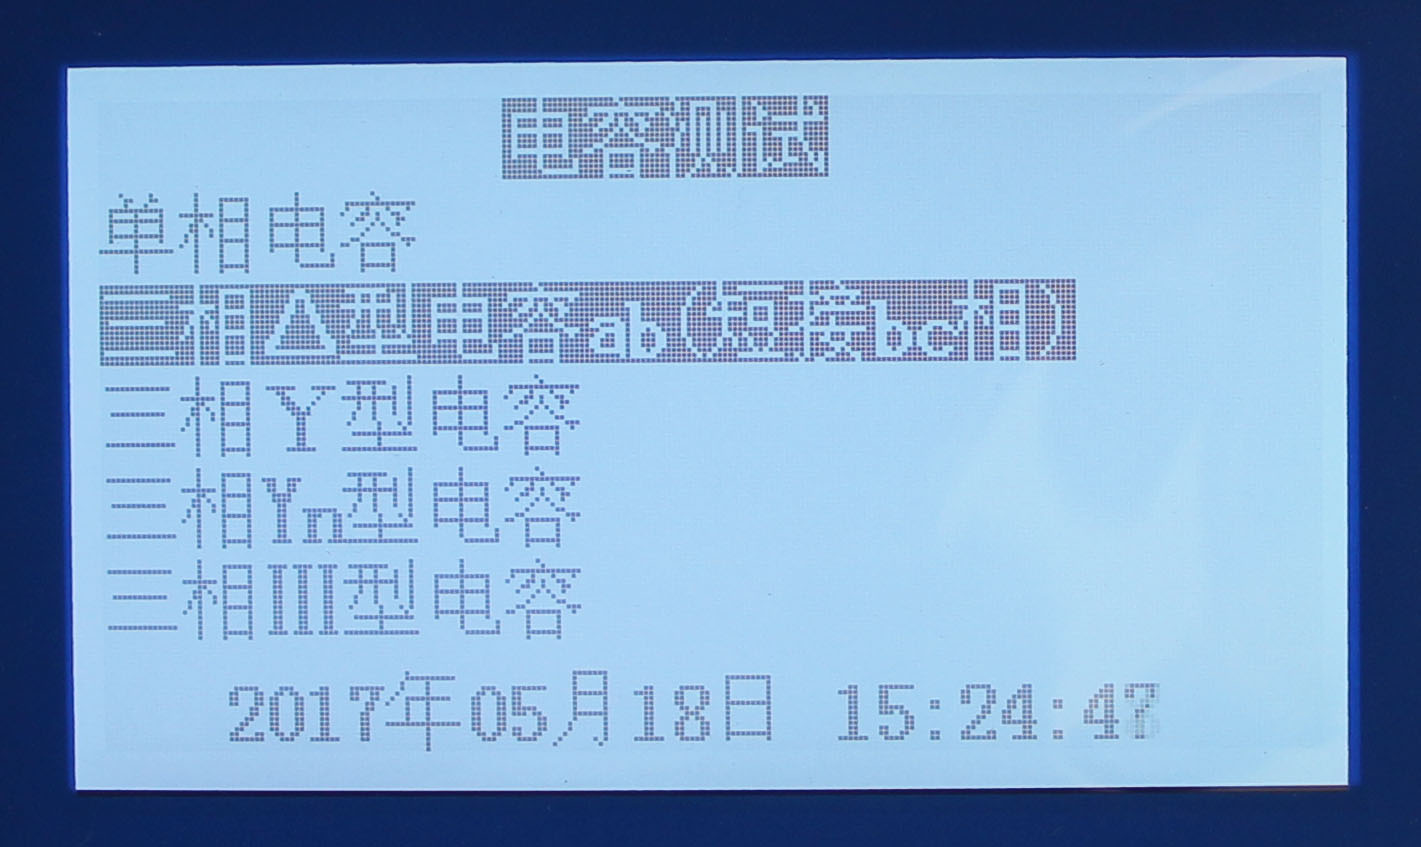 电容测试
单相电容
三相△型电容ab(短接bc相)
三相Y型电容
三相Yn型电容
三相III型电容
2017年05月18日 15:24:47